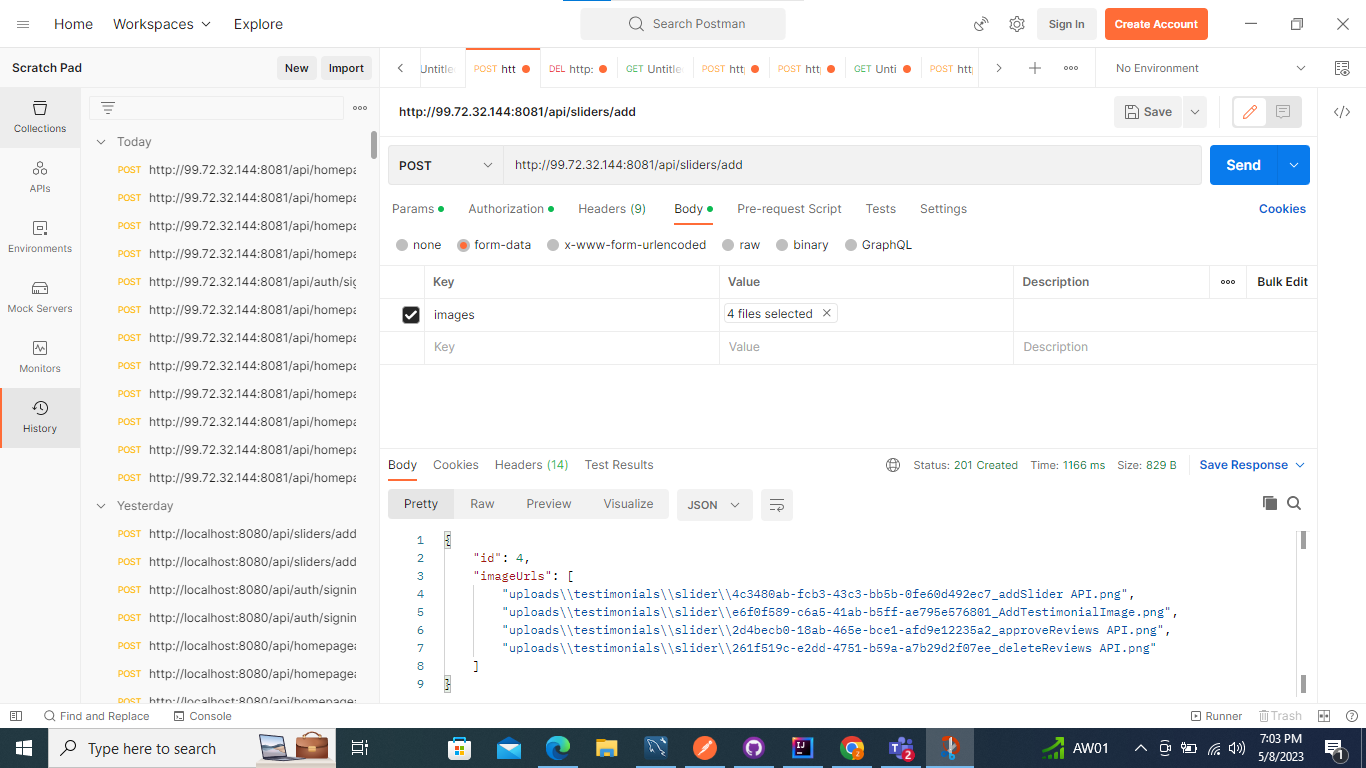 Home Workspaces Explore Search Postman Sign In Create Account
Scratch Pad New Import
Untitle POST htt DEL http: GET Untitle POST htt POST htt GET Unti POST htt No Environment
http://99.72.32.144:8081/api/sliders/add Save
Collections
APIs
Environments
Mock Servers
Monitors
History
Today
POST http://99.72.32.144:8081/api/homepa
POST http://99.72.32.144:8081/api/homepa
POST http://99.72.32.144:8081/api/homepa
POST http://99.72.32.144:8081/api/homepa
POST http://99.72.32.144:8081/api/auth/sig
POST http://99.72.32.144:8081/api/homepa
POST http://99.72.32.144:8081/api/homepa
POST http://99.72.32.144:8081/api/homepa
POST http://99.72.32.144:8081/api/homepa
POST http://99.72.32.144:8081/api/homepa
POST http://99.72.32.144:8081/api/homepa
POST http://99.72.32.144:8081/api/homepa
Yesterday
POST http://localhost:8080/api/sliders/add
POST http://localhost:8080/api/sliders/add
POST http://localhost:8080/api/auth/signin
POST http://localhost:8080/api/auth/signin
POST http://localhost:8080/api/homepage
POST http://localhost:8080/api/homepage
POST http://localhost:8080/api/homepage
POST http://99.72.32.144:8081/api/sliders/add Send
Params Authorization Headers (9) Body Pre-request Script Tests Settings Cookies
none form-data x-www-form-urlencoded raw binary GraphQL
Key Value Description Bulk Edit
images 4 files selected
Key Value Description
Body Cookies Headers (14) Test Results Status: 201 Created Time: 1166 ms Size: 829 B Save Response
Pretty Raw Preview Visualize JSON
1 {
2 "id": 4,
3 "imageUrls": [
4 "uploads\\testimonials\\slider\\4c3480ab-fcb3-43c3-bb5b-0fe60d492ec7_addSlider API.png",
5 "uploads\\testimonials\\slider\\e6f0f589-c6a5-41ab-b5ff-ae795e576801_AddTestimonialImage.png",
6 "uploads\\testimonials\\slider\\2d4becb0-18ab-465e-bce1-afd9e12235a2_approveReviews API.png",
7 "uploads\\testimonials\\slider\\261f519c-e2dd-4751-b59a-a7b29d2f07ee_deleteReviews API.png"
8 ]
9 }
Find and Replace Console Runner Trash
Type here to search 2 AW01 7:03 PM
5/8/2023 1